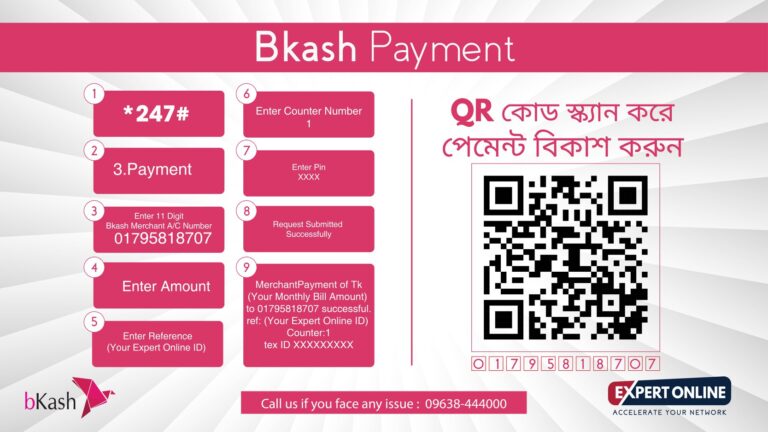 Bkash Payment
1
*247#
2
3.Payment
3
Enter 11 Digit
Bkash Merchant A/C Number
01795818707
4
Enter Amount
5
Enter Reference
(Your Expert Online ID)
6
Enter Counter Number
1
7
Enter Pin
XXXX
8
Request Submitted
Successfully
9
MerchantPayment of Tk
(Your Monthly Bill Amount)
to 01795818707 successful.
ref: (Your Expert Online ID)
Counter:1
tex ID XXXXXXXXX
QR কোড স্ক্যান করে
পেমেন্ট বিকাশ করুন
01795818707
bKash
Call us if you face any issue : 09638-444000
EXPERT ONLINE
ACCELERATE YOUR NETWORK